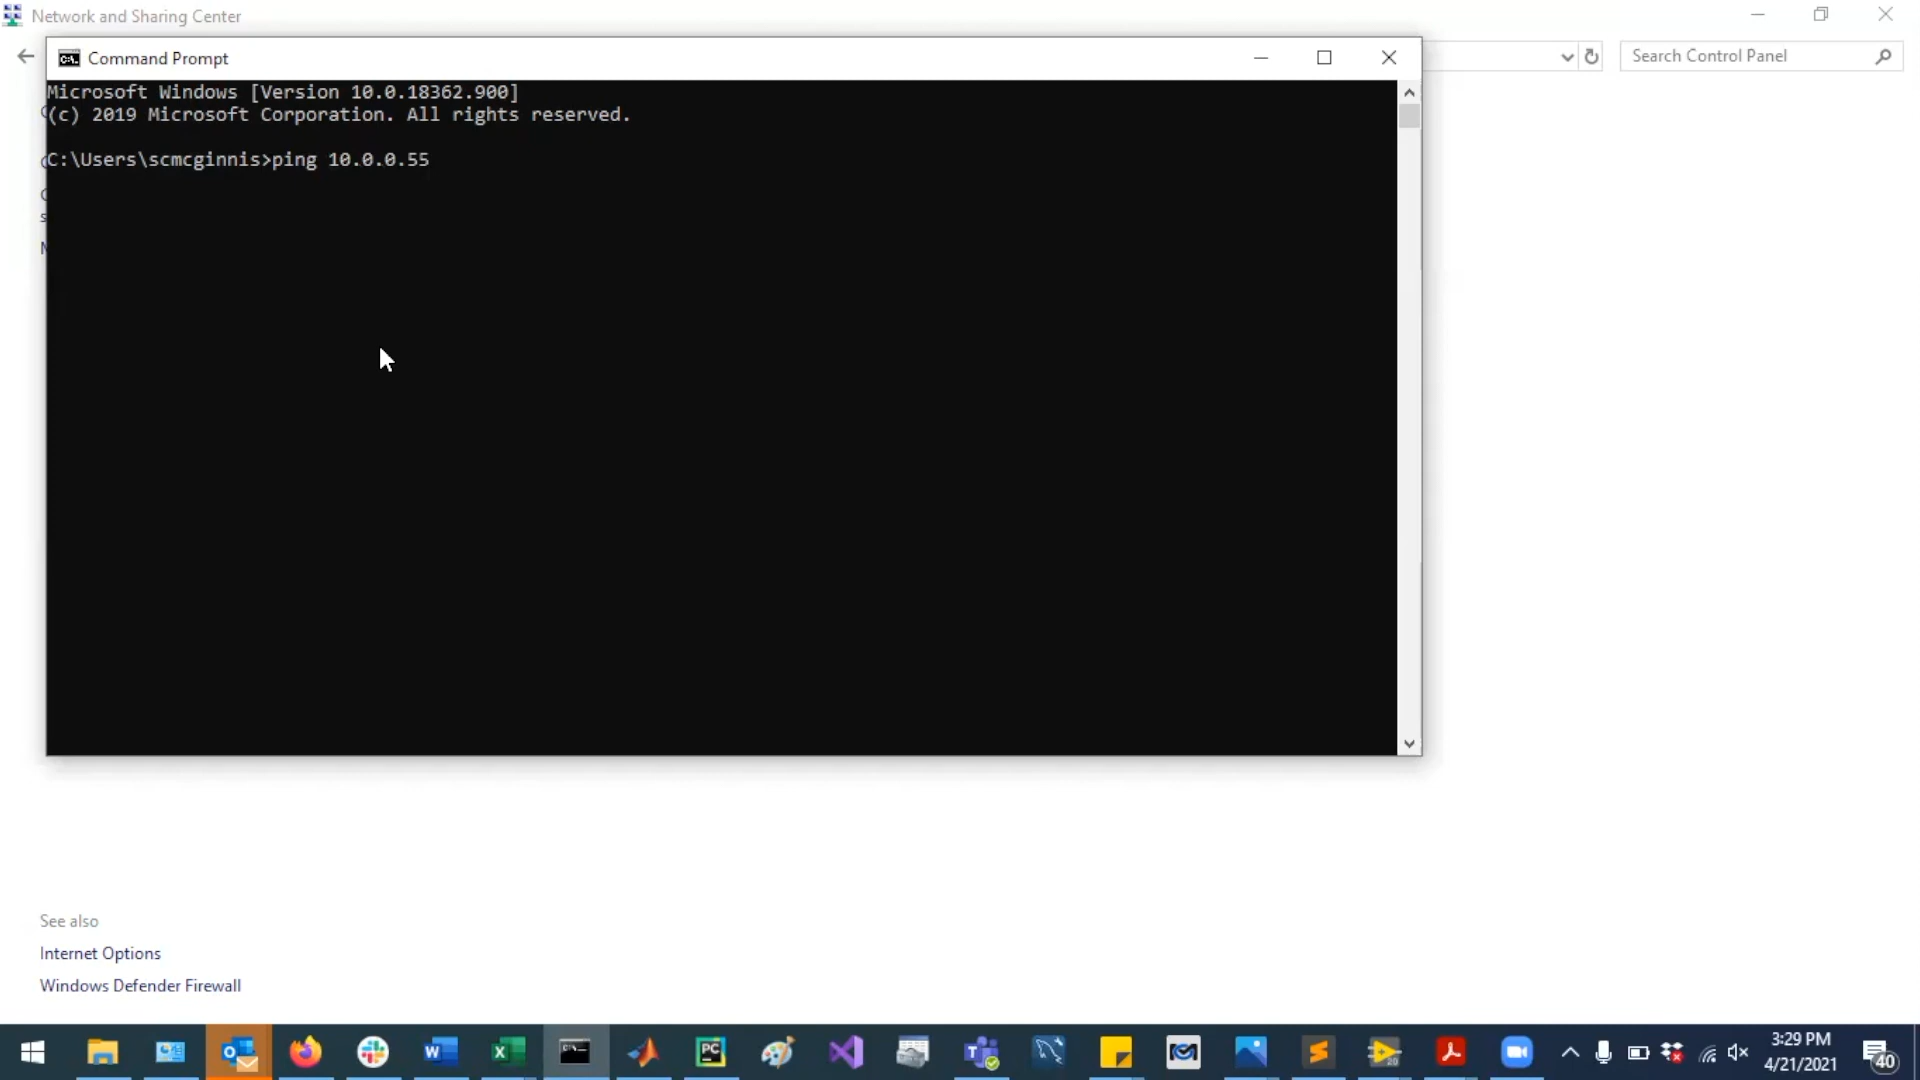 Network and Sharing Center
Command Prompt
Search Control Panel
Microsoft Windows [Version 10.0.18362.900]
(c) 2019 Microsoft Corporation. All rights reserved.
C:\Users\scmcginnis>ping 10.0.0.55
See also
Internet Options
Windows Defender Firewall
3:29 PM
4/21/2021
40